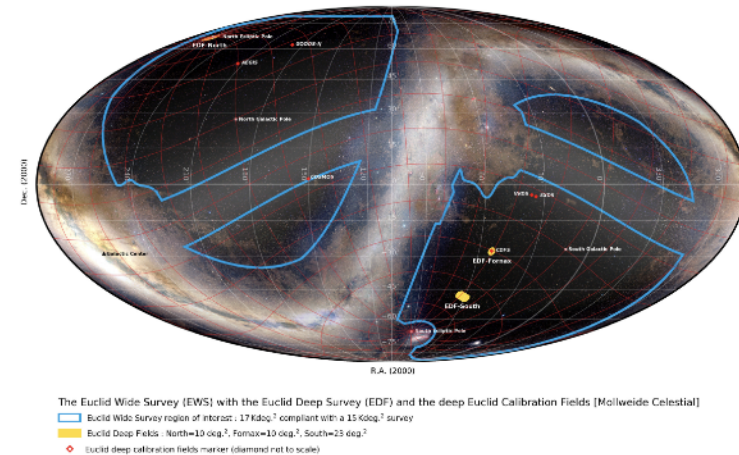 North Ecliptic Pole
EDF-North
AEGIS
North Galactic Pole
COSMOS
Galactic Center
VVDS
CDFS
EDF-Fornax
South Galactic Pole
EDF-South
South Ecliptic Pole
Dec. (2000)
R.A. (2000)
The Euclid Wide Survey (EWS) with the Euclid Deep Survey (EDF) and the deep Euclid Calibration Fields [Mollweide Celestial]
Euclid Wide Survey region of interest : 17 Kdeg.² compliant with a 15 Kdeg.² survey
Euclid Deep Fields : North=10 deg.², Fornax=10 deg.², South=23 deg.²
Euclid deep calibration fields marker (diamond not to scale)